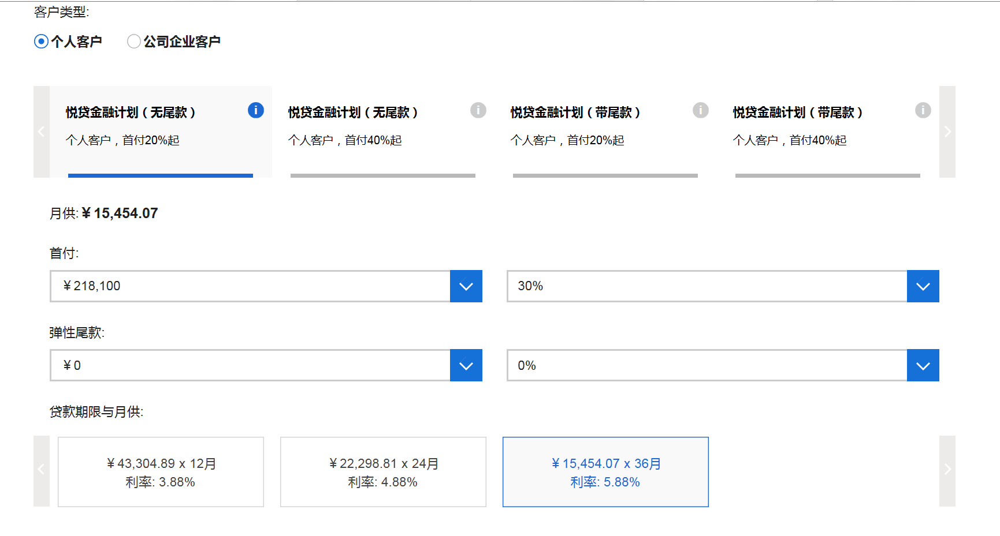 客户类型:
个人客户 公司企业客户
悦贷金融计划（无尾款）
个人客户，首付20%起
悦贷金融计划（无尾款）
个人客户，首付40%起
悦贷金融计划（带尾款）
个人客户，首付20%起
悦贷金融计划（带尾款）
个人客户，首付40%起
月供: ¥ 15,454.07
首付:
¥ 218,100
30%
弹性尾款:
¥ 0
0%
贷款期限与月供:
¥ 43,304.89 x 12月
利率: 3.88%
¥ 22,298.81 x 24月
利率: 4.88%
¥ 15,454.07 x 36月
利率: 5.88%